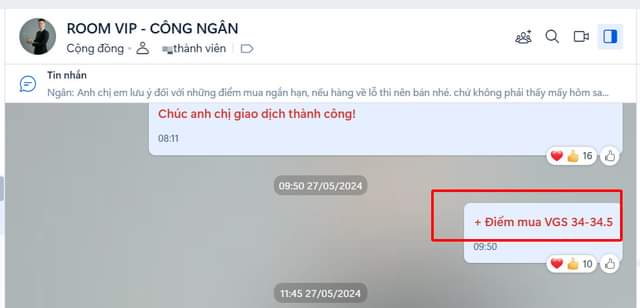 ROOM VIP - CÔNG NGÂN
Cộng đồng · thành viên
Tin nhắn
Ngân: Anh chị em lưu ý đối với những điểm mua ngắn hạn, nếu hàng về lỗ thì nên bán nhé. chứ không phải thấy mấy hôm sa...
Chúc anh chị giao dịch thành công!
08:11
16
09:50 27/05/2024
+ Điểm mua VGS 34-34.5
09:50
10
11:45 27/05/2024